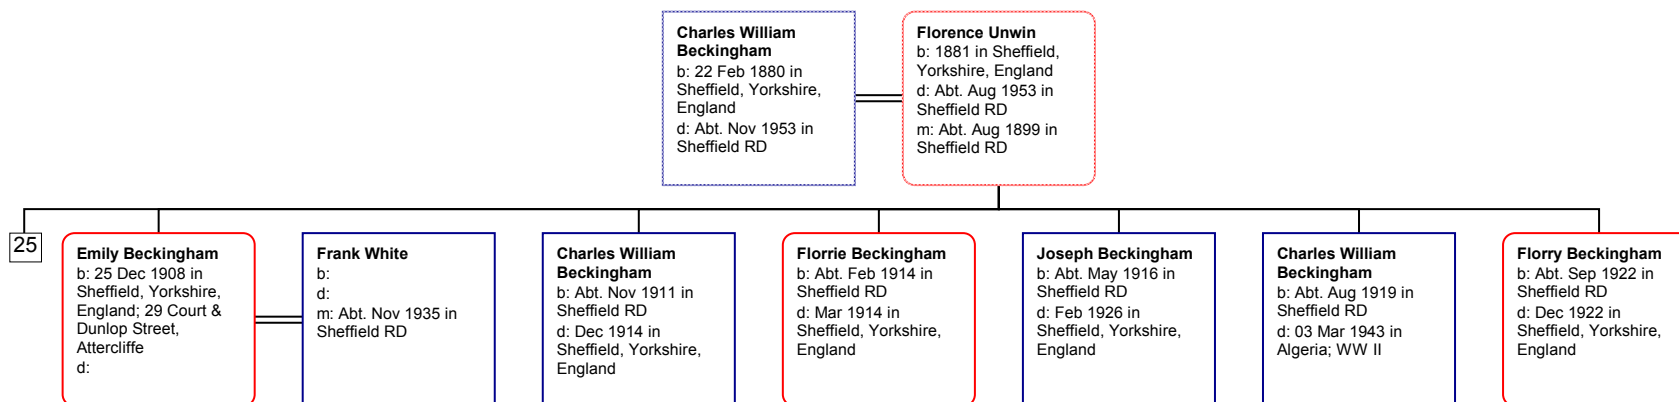 Charles William
Beckingham
b: 22 Feb 1880 in
Sheffield, Yorkshire,
England
d: Abt. Nov 1953 in
Sheffield RD
Florence Unwin
b: 1881 in Sheffield,
Yorkshire, England
d: Abt. Aug 1953 in
Sheffield RD
m: Abt. Aug 1899 in
Sheffield RD
25
Emily Beckingham
b: 25 Dec 1908 in
Sheffield, Yorkshire,
England; 29 Court &
Dunlop Street,
Attercliffe
d:
Frank White
b:
d:
m: Abt. Nov 1935 in
Sheffield RD
Charles William
Beckingham
b: Abt. Nov 1911 in
Sheffield RD
d: Dec 1914 in
Sheffield, Yorkshire,
England
Florrie Beckingham
b: Abt. Feb 1914 in
Sheffield RD
d: Mar 1914 in
Sheffield, Yorkshire,
England
Joseph Beckingham
b: Abt. May 1916 in
Sheffield RD
d: Feb 1926 in
Sheffield, Yorkshire,
England
Charles William
Beckingham
b: Abt. Aug 1919 in
Sheffield RD
d: 03 Mar 1943 in
Algeria; WW II
Florry Beckingham
b: Abt. Sep 1922 in
Sheffield RD
d: Dec 1922 in
Sheffield, Yorkshire,
England